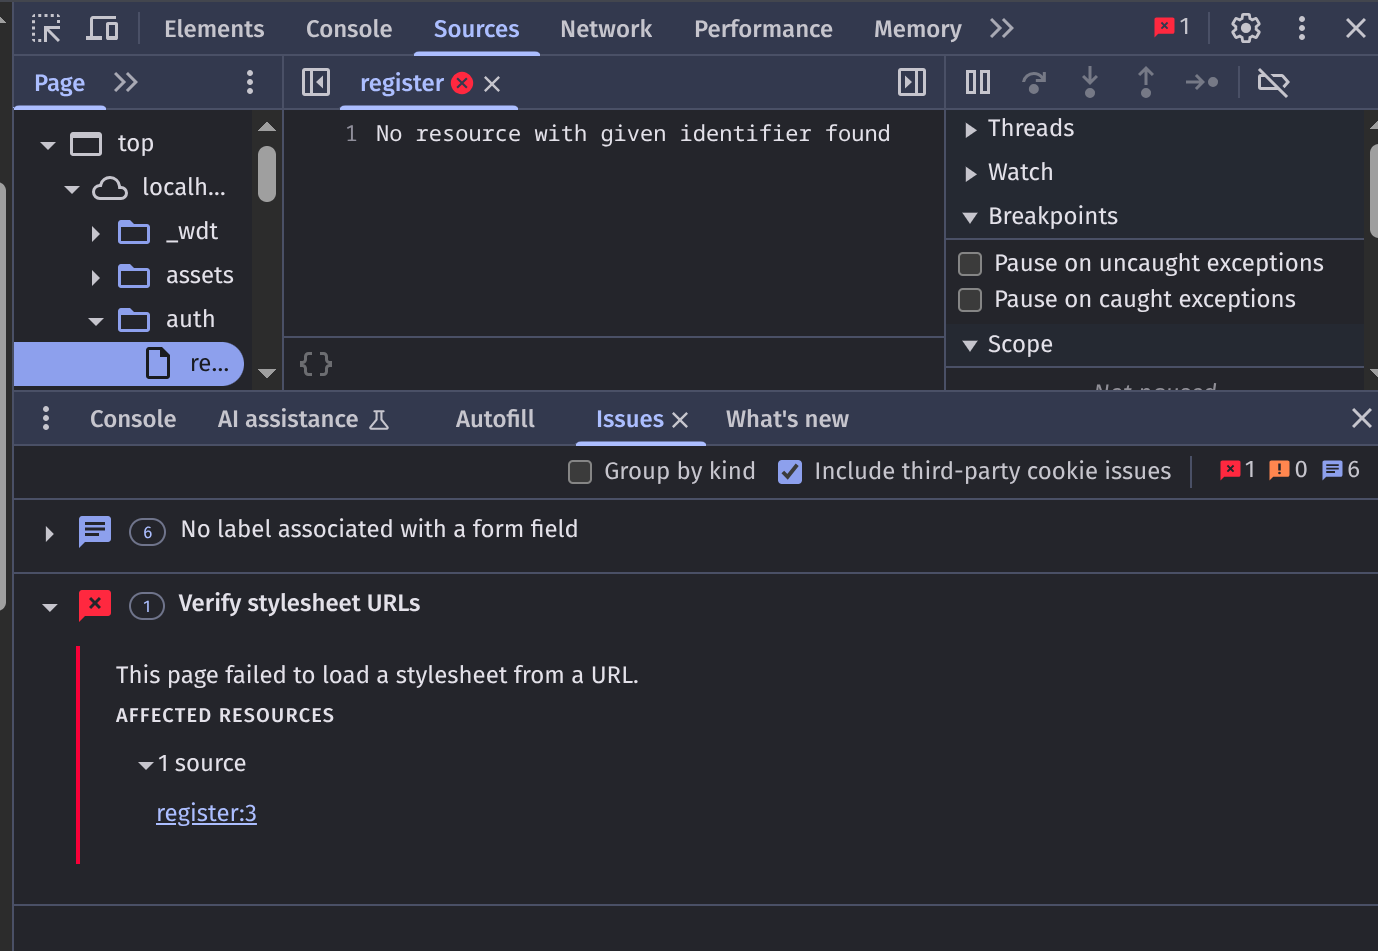 Elements Console Sources Network Performance Memory 1
Page register
1 No resource with given identifier found
top
localh...
_wdt
assets
auth
re...
{}
Threads
Watch
Breakpoints
Pause on uncaught exceptions
Pause on caught exceptions
Scope
Not paused
Console AI assistance Autofill Issues What's new
Group by kind Include third-party cookie issues 1 0 6
6 No label associated with a form field
1 Verify stylesheet URLs
This page failed to load a stylesheet from a URL.
AFFECTED RESOURCES
1 source
register:3